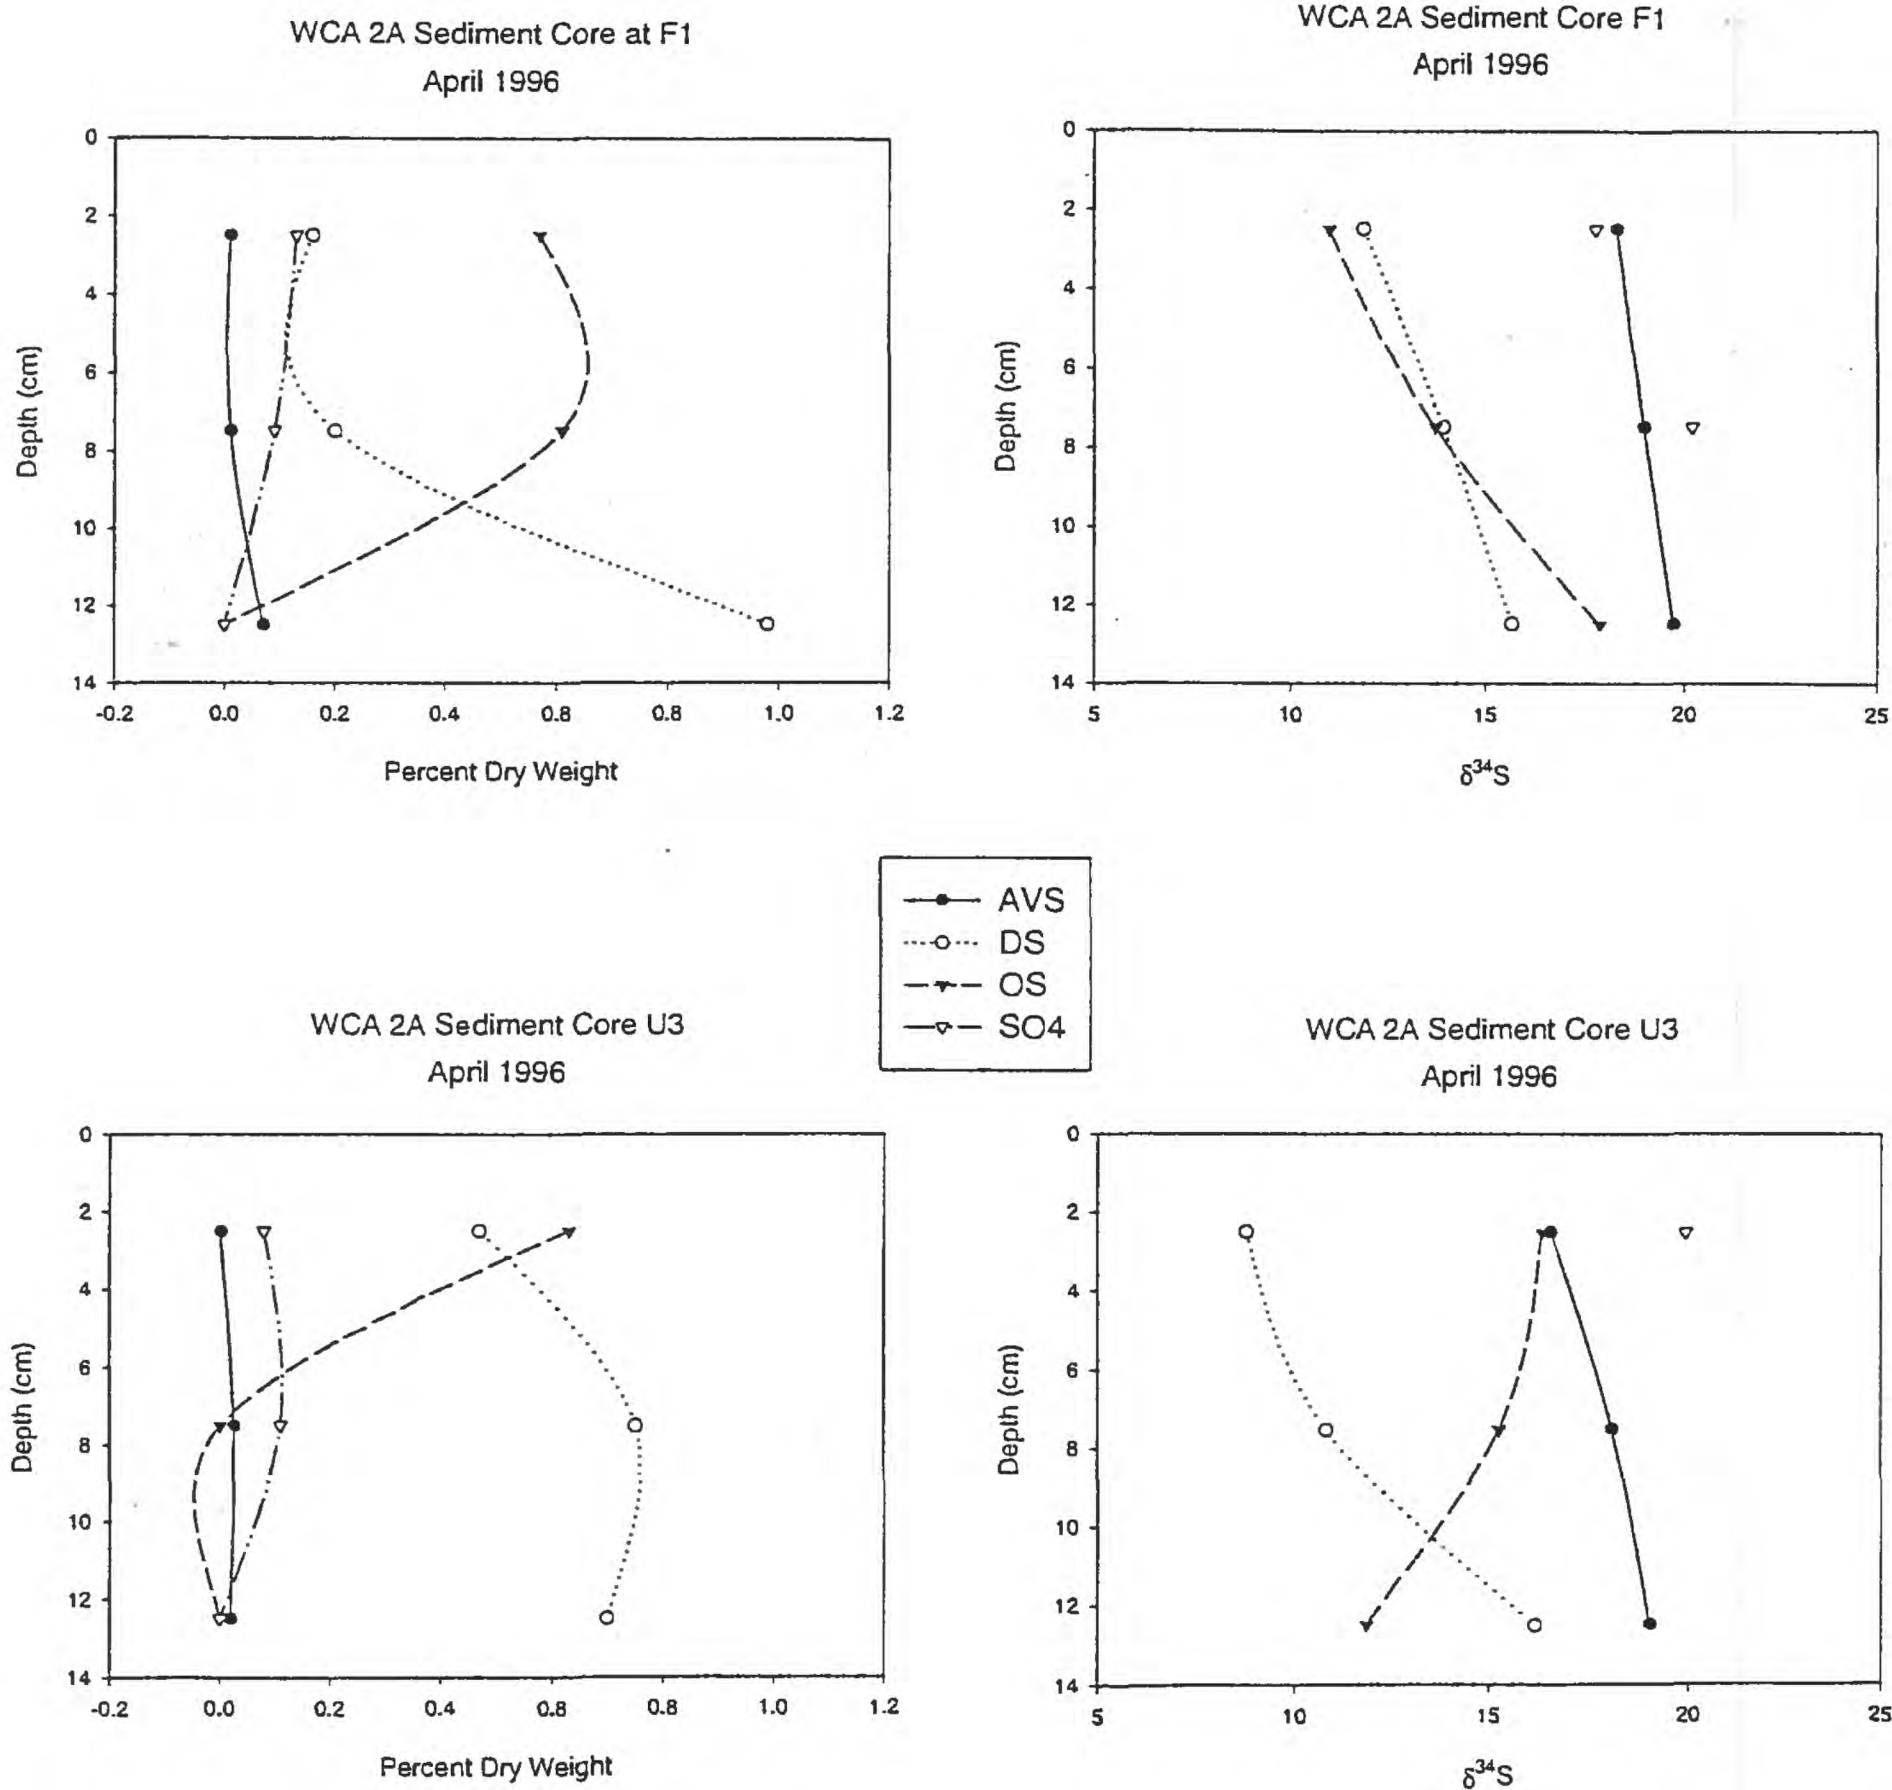 WCA 2A Sediment Core at F1
April 1996
0
2
4
6
8
10
12
14
Depth (cm)
-0.2 0.0 0.2 0.4 0.6 0.8 1.0 1.2
Percent Dry Weight
WCA 2A Sediment Core F1
April 1996
0
2
4
6
8
10
12
14
Depth (cm)
5 10 15 20 25
δ³⁴S
AVS
DS
OS
SO4
WCA 2A Sediment Core U3
April 1996
0
2
4
6
8
10
12
14
Depth (cm)
-0.2 0.0 0.2 0.4 0.6 0.8 1.0 1.2
Percent Dry Weight
WCA 2A Sediment Core U3
April 1996
0
2
4
6
8
10
12
14
Depth (cm)
5 10 15 20 25
δ³⁴S